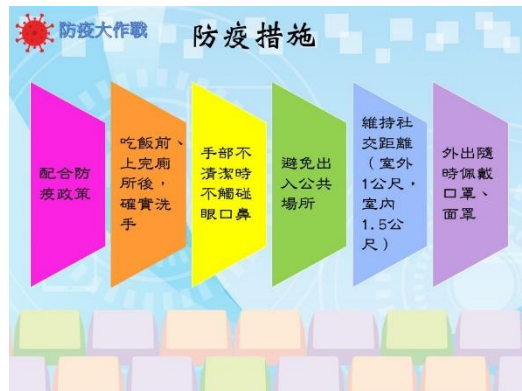 防疫大作戰
防疫措施
配合防
疫政策
吃飯前、
上完廁
所後，
確實洗
手
手部不
清潔時
不觸碰
眼口鼻
避免出
入公共
場所
維持社
交距離
（室外
1公尺，
室內
1.5公
尺）
外出隨
時佩戴
口罩、
面罩